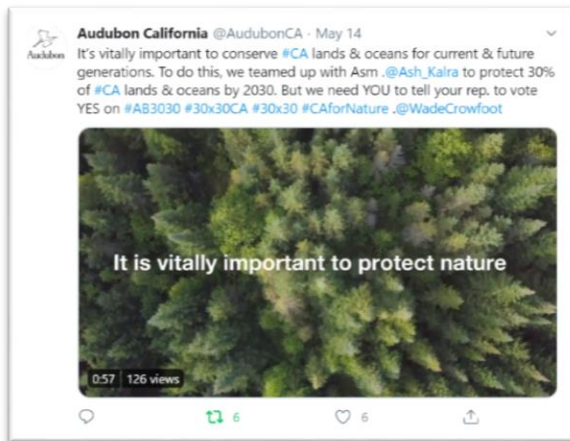 Audubon California @AudubonCA · May 14
Audubon
It's vitally important to conserve #CA lands & oceans for current & future
generations. To do this, we teamed up with Asm .@Ash_Kalra to protect 30%
of #CA lands & oceans by 2030. But we need YOU to tell your rep. to vote
YES on #AB3030 #30x30CA #30x30 #CAforNature .@WadeCrowfoot
It is vitally important to protect nature
0:57 126 views
6 6